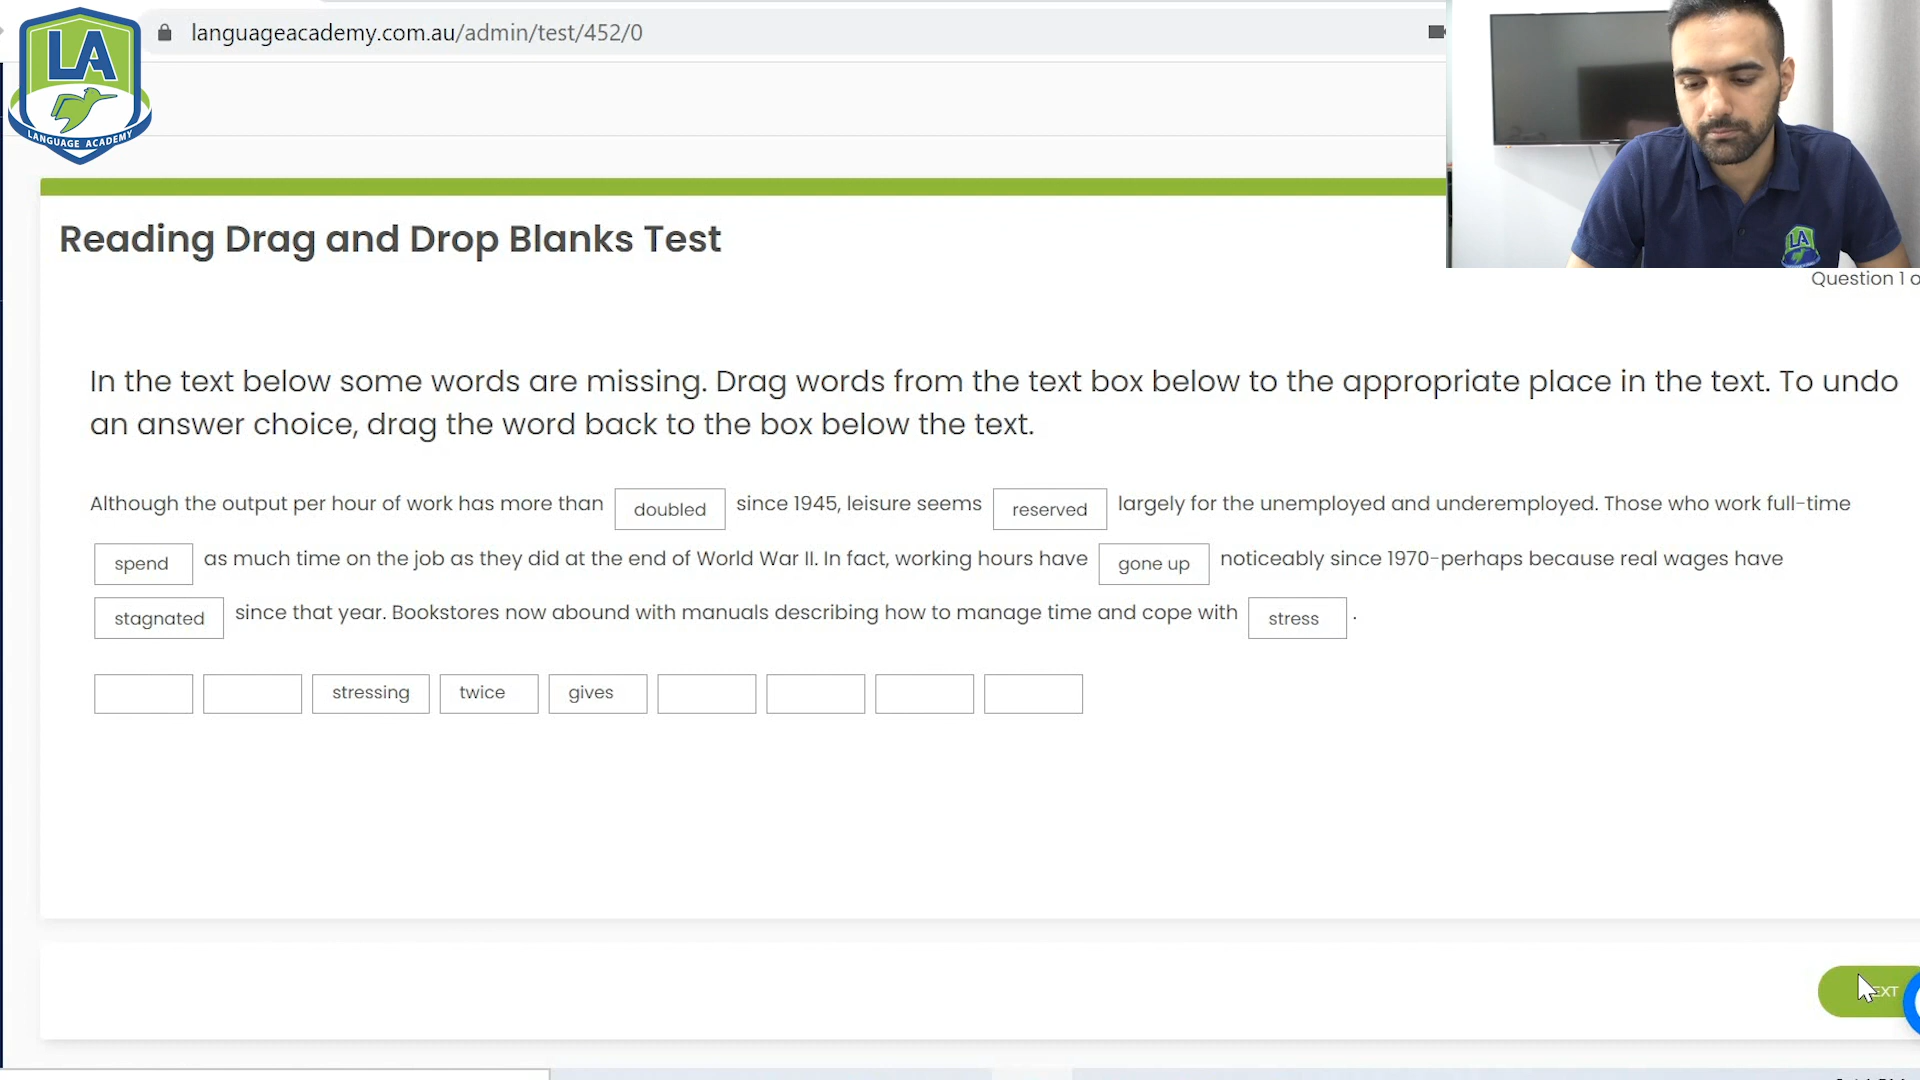 languageacademy.com.au/admin/test/452/0
LA
LANGUAGE ACADEMY
LA
Reading Drag and Drop Blanks Test
Question 1 o
In the text below some words are missing. Drag words from the text box below to the appropriate place in the text. To undo
an answer choice, drag the word back to the box below the text.
Although the output per hour of work has more than doubled since 1945, leisure seems reserved largely for the unemployed and underemployed. Those who work full-time
spend as much time on the job as they did at the end of World War II. In fact, working hours have gone up noticeably since 1970-perhaps because real wages have
stagnated since that year. Bookstores now abound with manuals describing how to manage time and cope with stress .
stressing twice gives